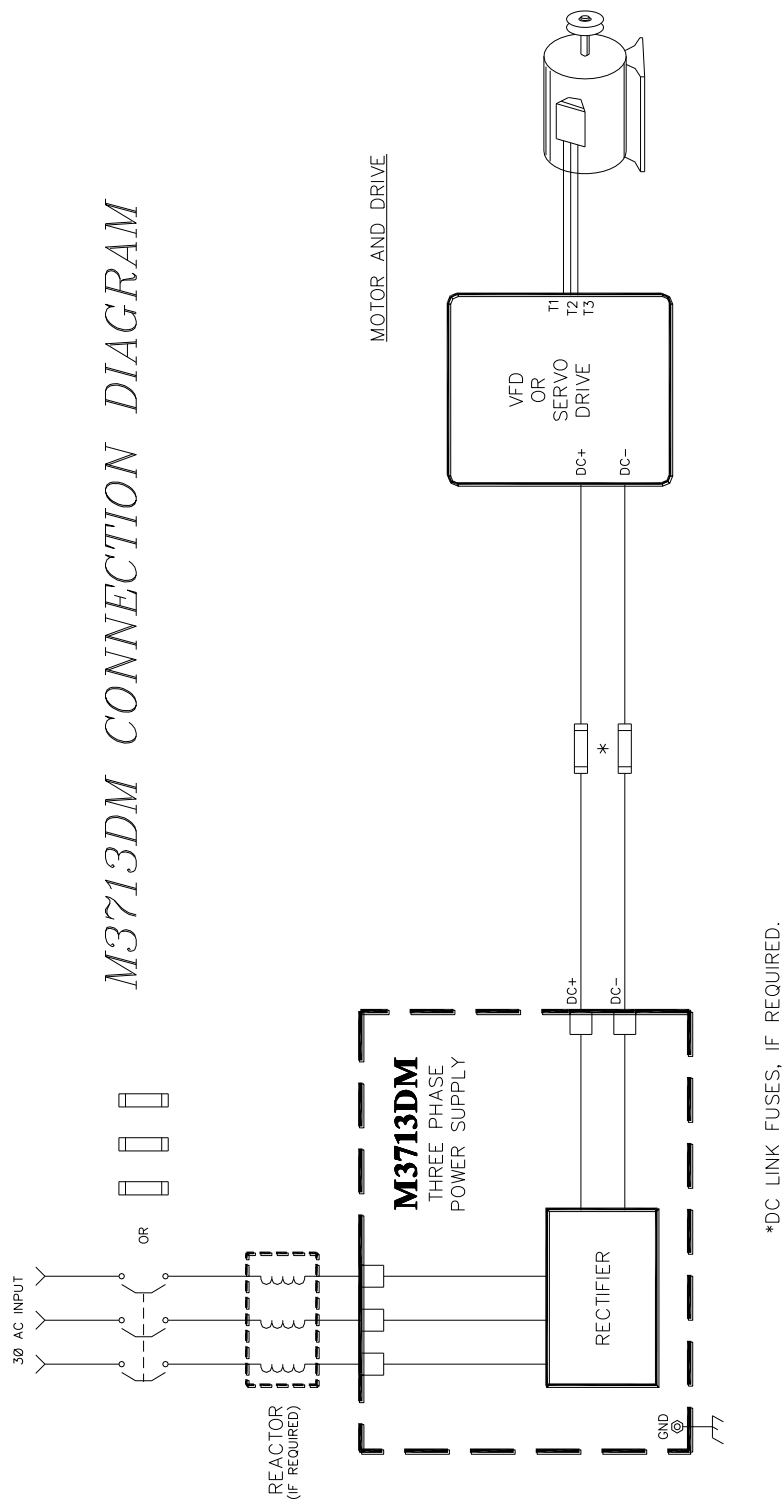 M3713DM CONNECTION DIAGRAM
3Ø AC INPUT
OR
REACTOR
(IF REQUIRED)
M3713DM
THREE PHASE
POWER SUPPLY
RECTIFIER
GND
DC+
DC-
*
MOTOR AND DRIVE
DC+
DC-
VFD
OR
SERVO
DRIVE
T1
T2
T3
*DC LINK FUSES, IF REQUIRED.